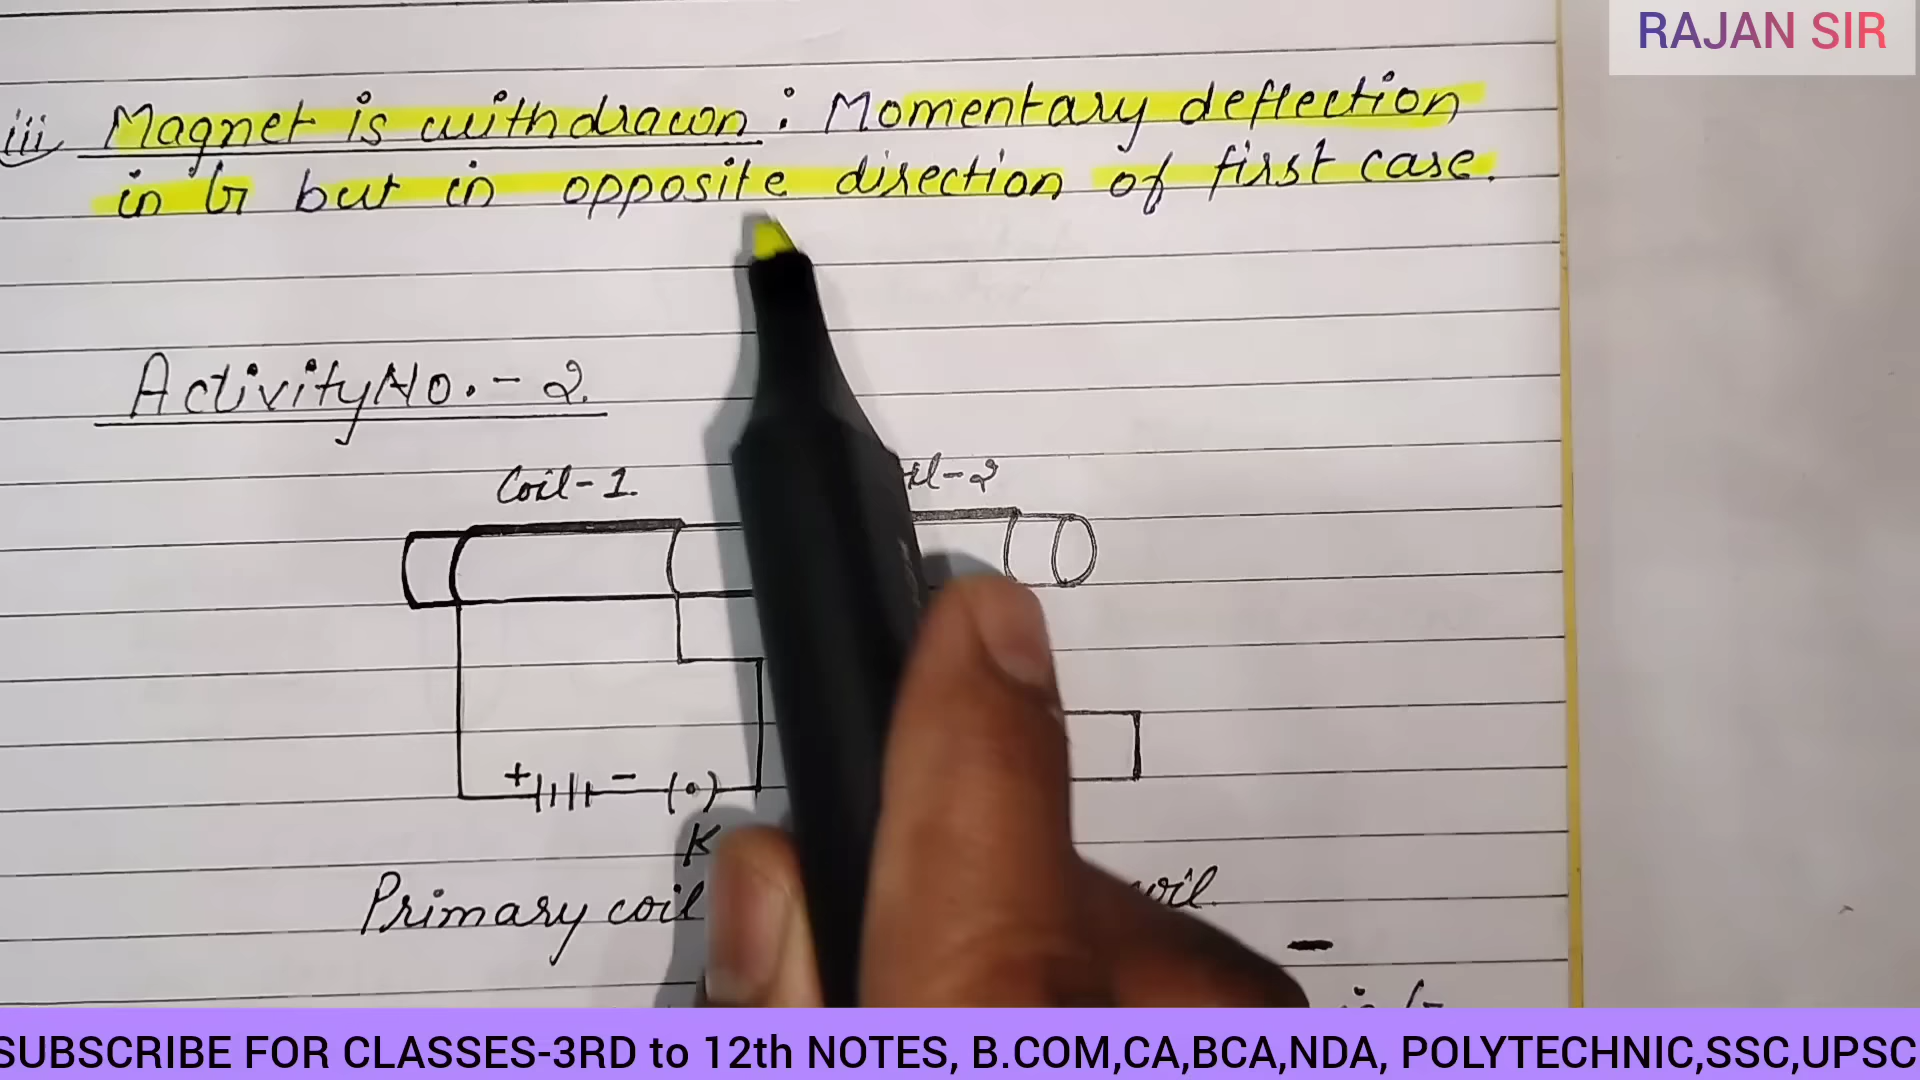 RAJAN SIR
iii Magnet is withdrawn : Momentary deflection
in G but in opposite direction of first case.
Activity No. - 2.
Coil - 1.
+ -
K
Primary coil
SUBSCRIBE FOR CLASSES-3RD to 12th NOTES, B.COM,CA,BCA,NDA, POLYTECHNIC,SSC,UPSC